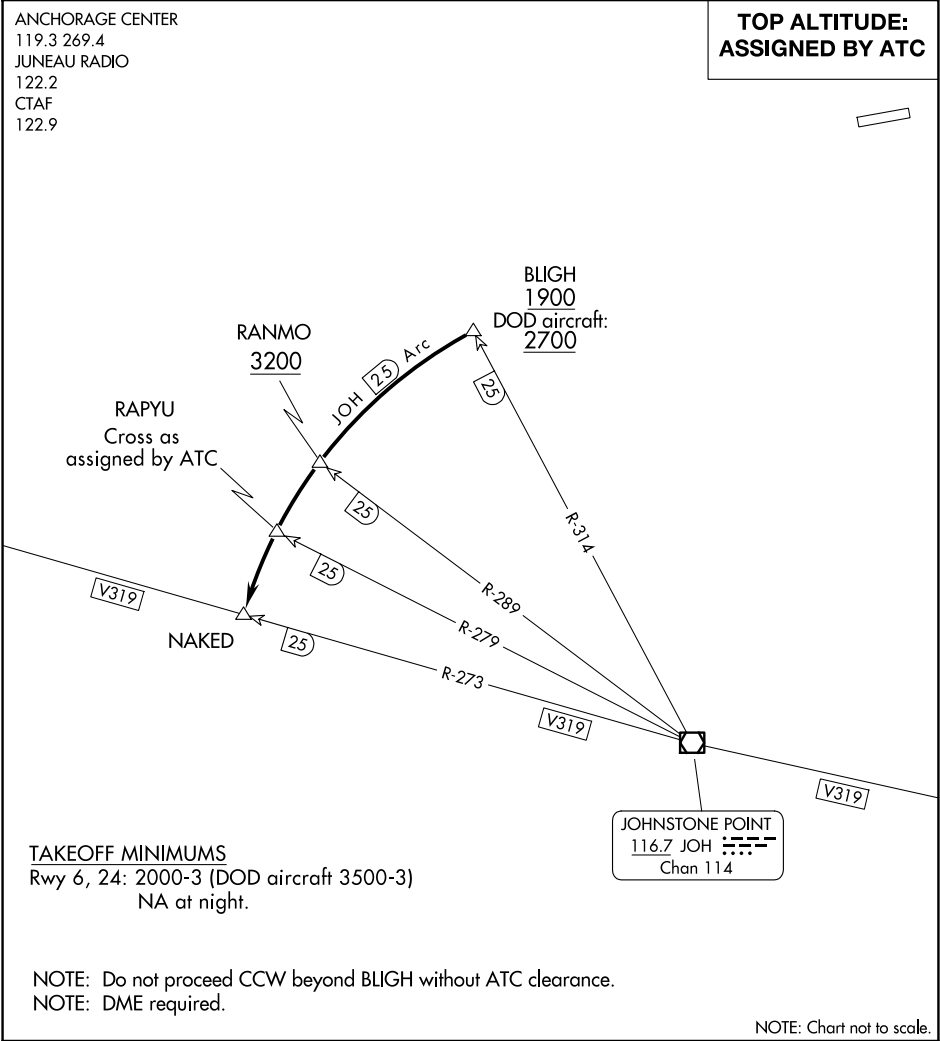 ANCHORAGE CENTER
119.3 269.4
JUNEAU RADIO
122.2
CTAF
122.9
TOP ALTITUDE:
ASSIGNED BY ATC
BLIGH
1900
DOD aircraft:
2700
RANMO
3200
JOH 25 Arc
25
RAPYU
Cross as
assigned by ATC
25
R-314
25
R-289
R-279
V319
NAKED
25
R-273
V319
V319
JOHNSTONE POINT
116.7 JOH
Chan 114
TAKEOFF MINIMUMS
Rwy 6, 24: 2000-3 (DOD aircraft 3500-3)
NA at night.
NOTE: Do not proceed CCW beyond BLIGH without ATC clearance.
NOTE: DME required.
NOTE: Chart not to scale.